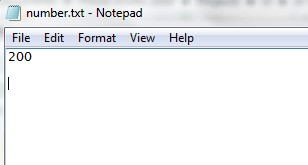 number.txt - Notepad
File Edit Format View Help
200